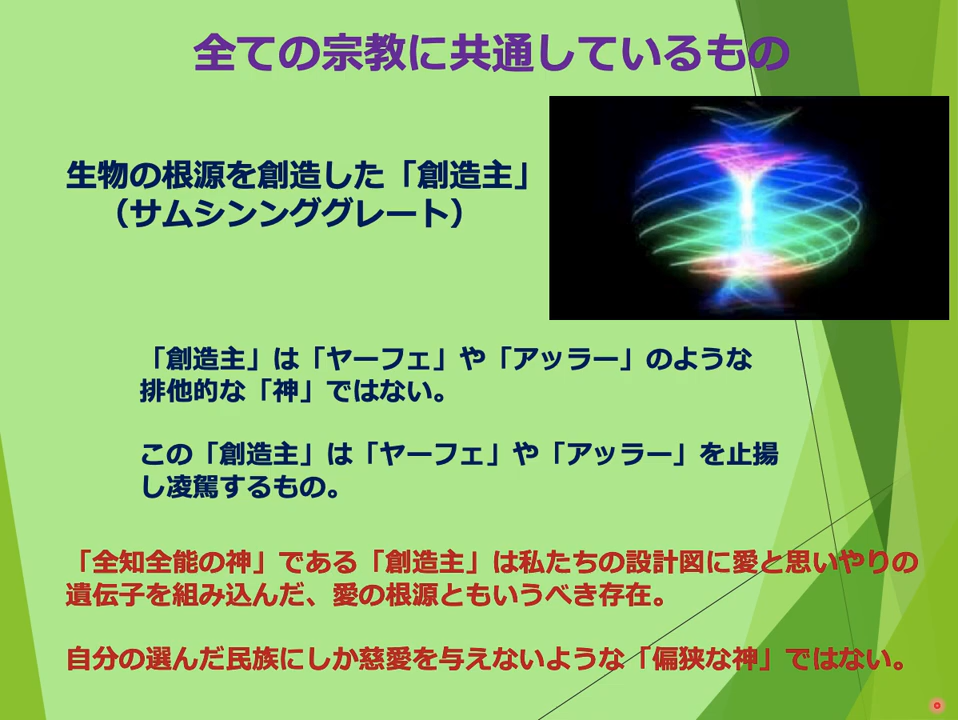 全ての宗教に共通しているもの
生物の根源を創造した「創造主」
（サムシンングググレート）
「創造主」は「ヤーフェ」や「アッラー」のような
排他的な「神」ではない。
この「創造主」は「ヤーフェ」や「アッラー」を止揚
し凌駕するもの。
「全知全能の神」である「創造主」は私たちの設計図に愛と思いやりの
遺伝子を組み込んだ、愛の根源ともいうべき存在。
自分の選んだ民族にしか慈愛を与えないような「偏狭な神」ではない。